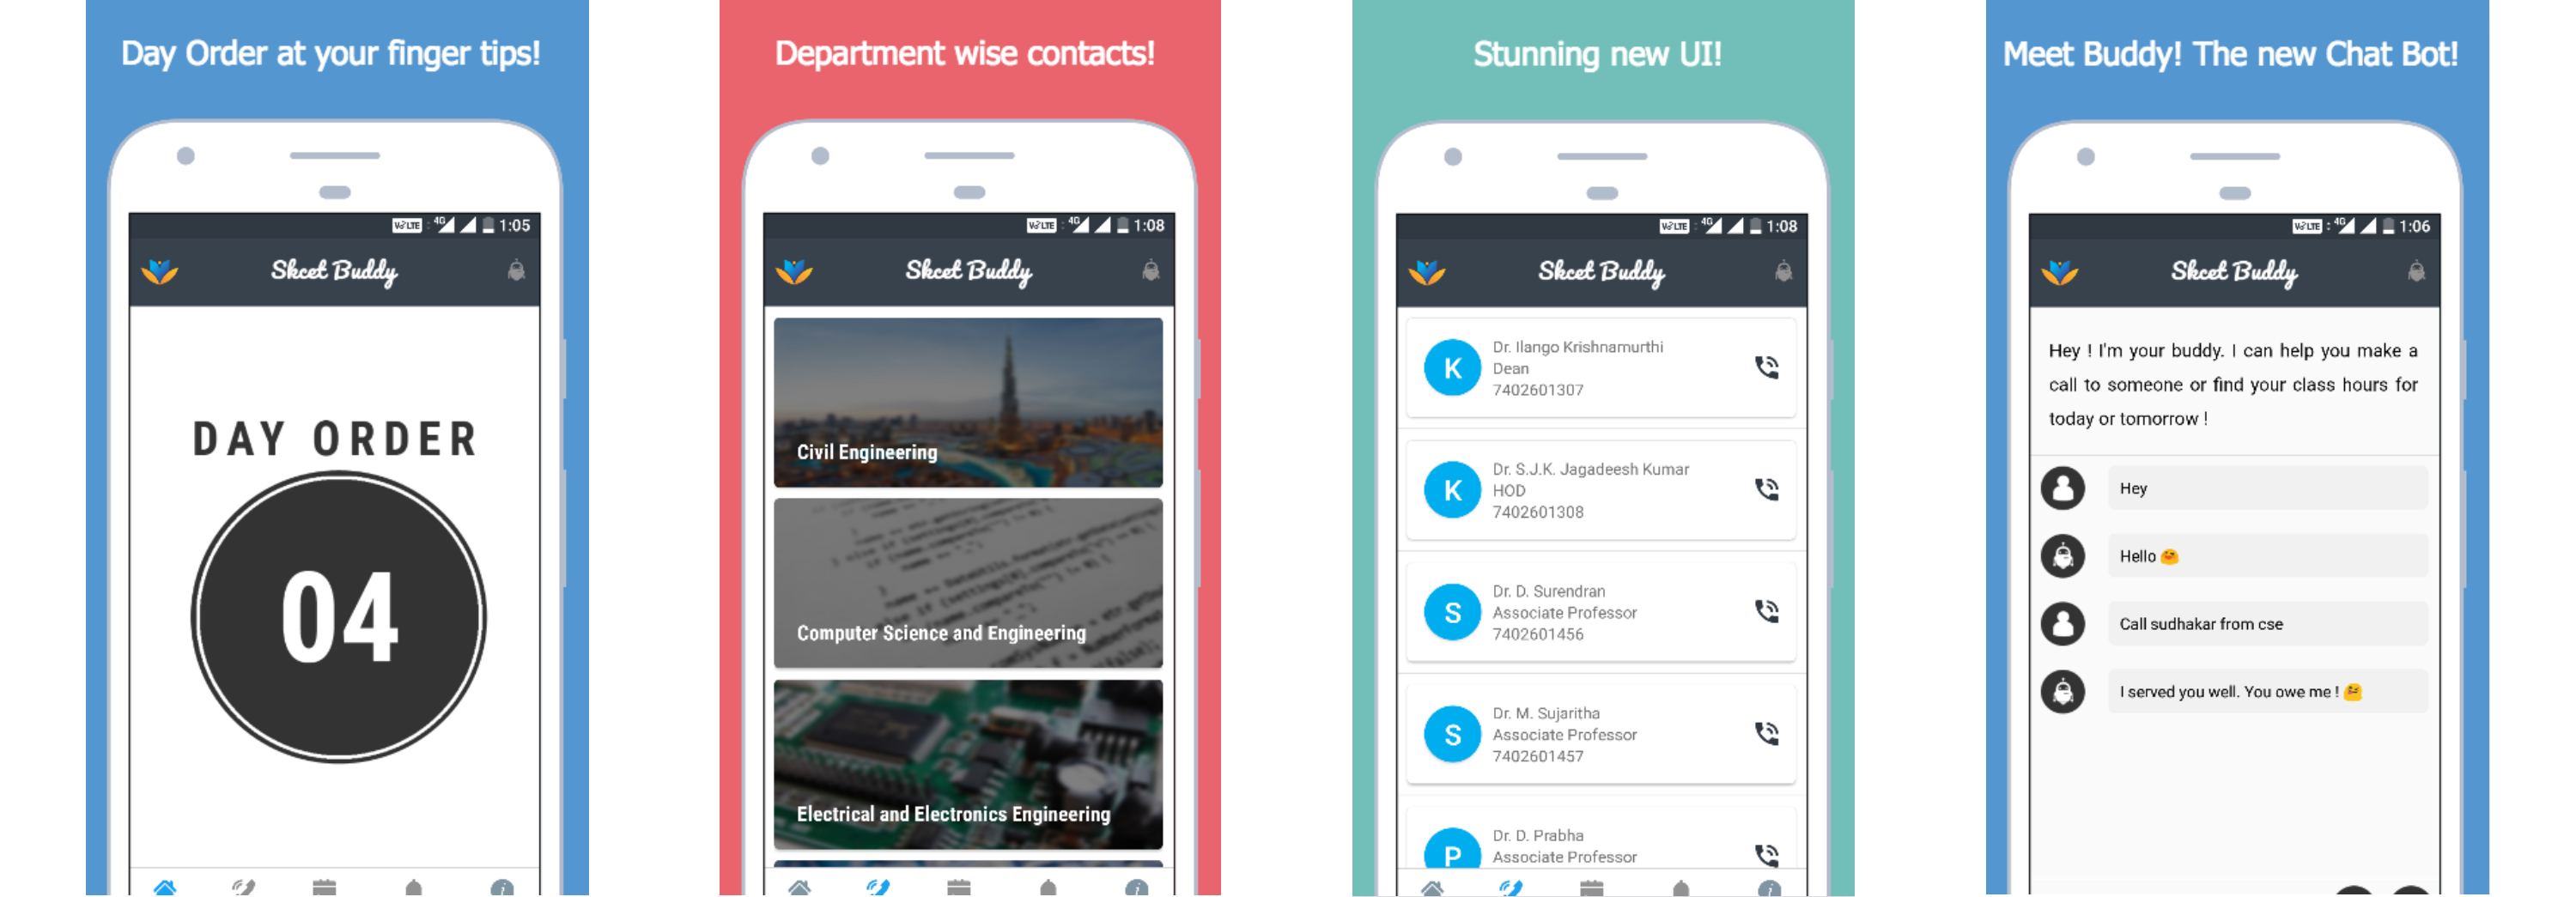 Day Order at your finger tips!
VoLTE 4G 1:05
Skcet Buddy
DAY ORDER
04
Department wise contacts!
VoLTE 4G 1:08
Skcet Buddy
Civil Engineering
Computer Science and Engineering
Electrical and Electronics Engineering
Stunning new UI!
VoLTE 4G 1:08
Skcet Buddy
K
Dr. Ilango Krishnamurthi
Dean
7402601307
K
Dr. S.J.K. Jagadeesh Kumar
HOD
7402601308
S
Dr. D. Surendran
Associate Professor
7402601456
S
Dr. M. Sujaritha
Associate Professor
7402601457
P
Dr. D. Prabha
Associate Professor
Meet Buddy! The new Chat Bot!
VoLTE 4G 1:06
Skcet Buddy
Hey ! I'm your buddy. I can help you make a
call to someone or find your class hours for
today or tomorrow !
Hey
Hello 😋
Call sudhakar from cse
I served you well. You owe me ! 😝